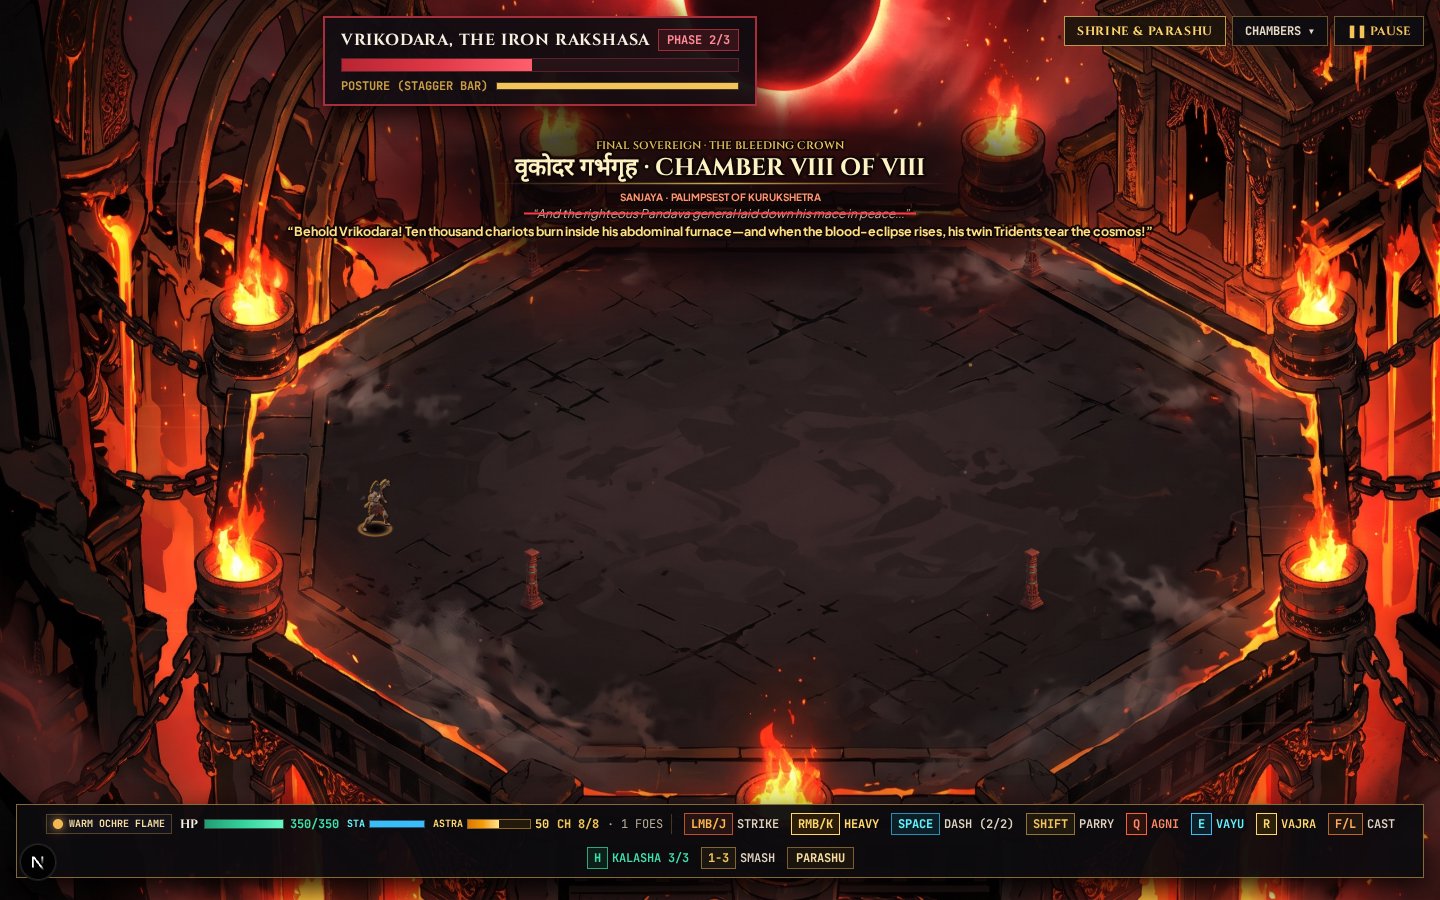 VRIKODARA, THE IRON RAKSHASA PHASE 2/3
POSTURE (STAGGER BAR)
SHRINE & PARASHU CHAMBERS ▾ ❚❚ PAUSE
FINAL SOVEREIGN · THE BLEEDING CROWN
वृकोदर गर्भगृह · CHAMBER VIII OF VIII
SANJAYA · PALIMPSEST OF KURUKSHETRA
"And the righteous Pandava general laid down his mace in peace..."
“Behold Vrikodara! Ten thousand chariots burn inside his abdominal furnace—and when the blood-eclipse rises, his twin Tridents tear the cosmos!”
WARM OCHRE FLAME HP 350/350 STA ASTRA 50 CH 8/8 · 1 FOES LMB/J STRIKE RMB/K HEAVY SPACE DASH (2/2) SHIFT PARRY Q AGNI E VAYU R VAJRA F/L CAST
H KALASHA 3/3 1-3 SMASH PARASHU
N